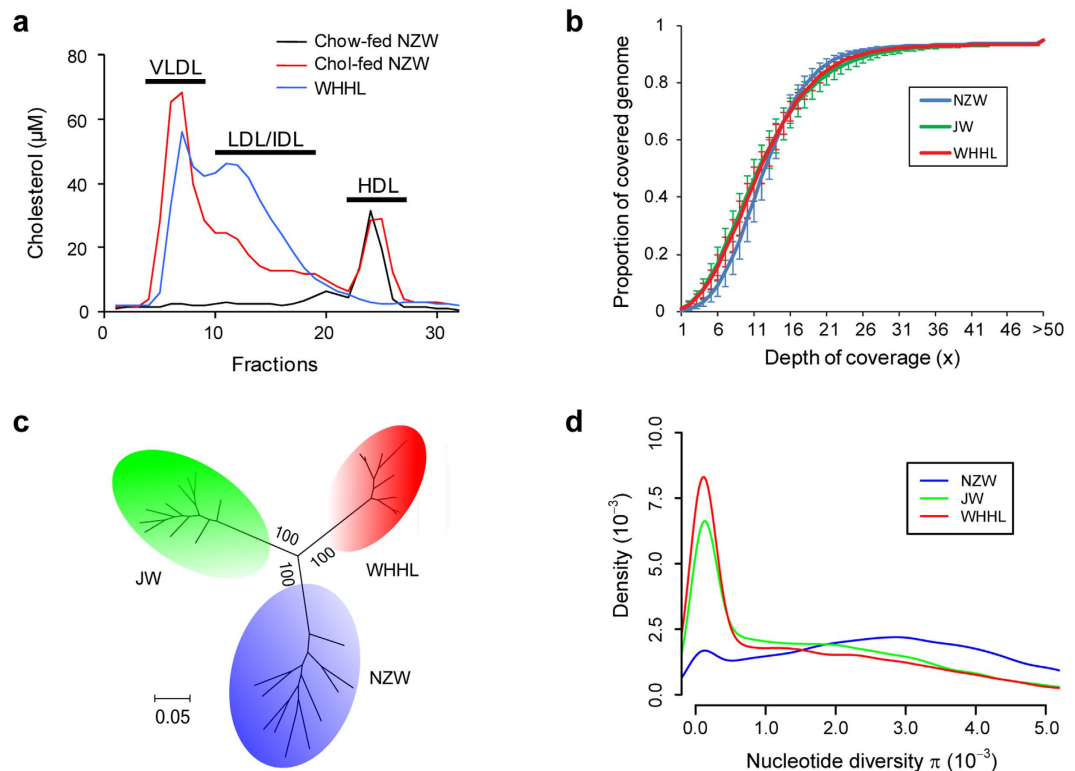 a
Chow-fed NZW
Chol-fed NZW
WHHL
VLDL
LDL/IDL
HDL
80
60
40
20
0
Cholesterol (µM)
0 10 20 30
Fractions
b
1
0.8
0.6
0.4
0.2
0
Proportion of covered genome
NZW
JW
WHHL
1 6 11 16 21 26 31 36 41 46 >50
Depth of coverage (x)
c
100
100
100
JW
WHHL
NZW
0.05
d
10.0
7.5
5.0
2.5
0.0
Density (10⁻³)
NZW
JW
WHHL
0.0 1.0 2.0 3.0 4.0 5.0
Nucleotide diversity π (10⁻³)